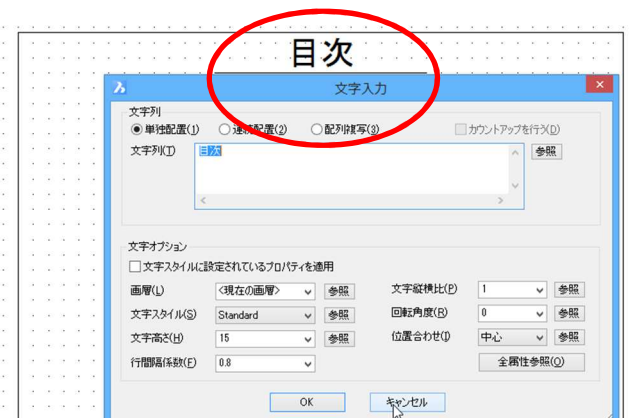 目次
文字入力
文字列
単独配置(1) 連続配置(2) 配列複写(3) カウントアップを行う(D)
文字列(T) 目次 参照
文字オプション
文字スタイルに設定されているプロパティを適用
画層(L) <現在の画層> 参照 文字縦横比(P) 1 参照
文字スタイル(S) Standard 参照 回転角度(R) 0 参照
文字高さ(H) 15 参照 位置合わせ(I) 中心 参照
行間隔係数(F) 0.8 全属性参照(O)
OK キャンセル